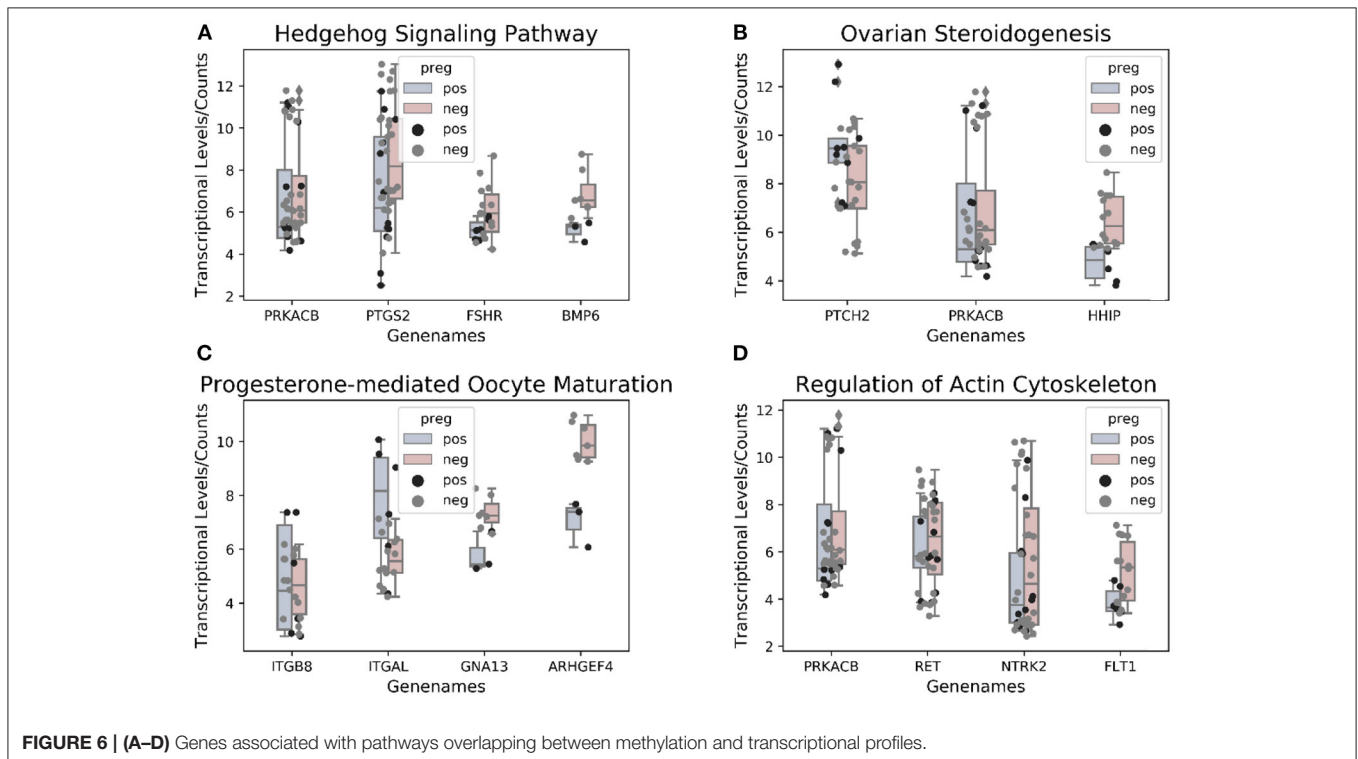 A
Hedgehog Signaling Pathway
Transcriptional Levels/Counts
12
10
8
6
4
2
preg
pos
neg
pos
neg
PRKACB PTGS2 FSHR BMP6
Genenames
B
Ovarian Steroidogenesis
Transcriptional Levels/Counts
12
10
8
6
4
preg
pos
neg
pos
neg
PTCH2 PRKACB HHIP
Genenames
C
Progesterone-mediated Oocyte Maturation
Transcriptional Levels/Counts
10
8
6
4
preg
pos
neg
pos
neg
ITGB8 ITGAL GNA13 ARHGEF4
Genenames
D
Regulation of Actin Cytoskeleton
Transcriptional Levels/Counts
12
10
8
6
4
2
preg
pos
neg
pos
neg
PRKACB RET NTRK2 FLT1
Genenames
FIGURE 6 | (A–D) Genes associated with pathways overlapping between methylation and transcriptional profiles.